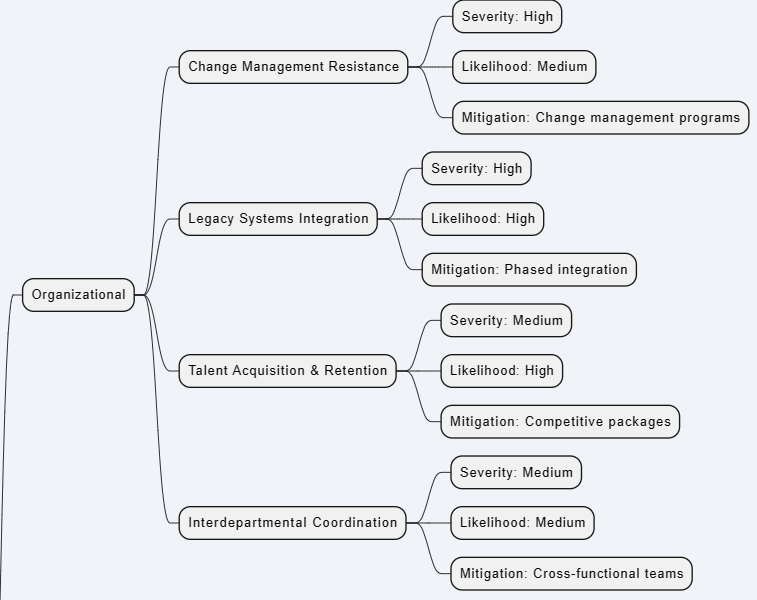 Organizational
Change Management Resistance
Severity: High
Likelihood: Medium
Mitigation: Change management programs
Legacy Systems Integration
Severity: High
Likelihood: High
Mitigation: Phased integration
Talent Acquisition & Retention
Severity: Medium
Likelihood: High
Mitigation: Competitive packages
Interdepartmental Coordination
Severity: Medium
Likelihood: Medium
Mitigation: Cross-functional teams